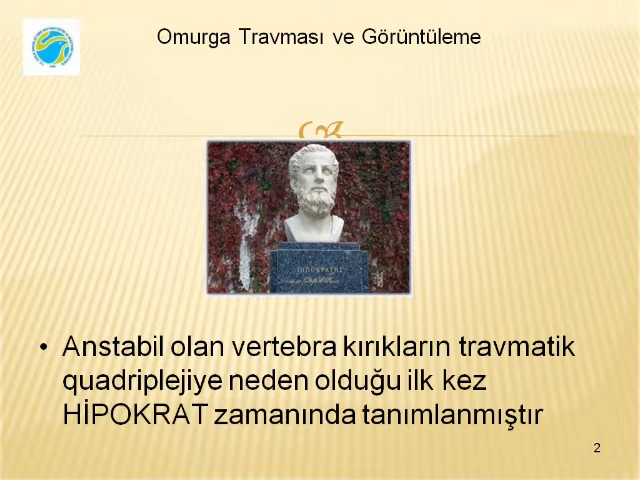 Omurga Travması ve Görüntüleme
• Anstabil olan vertebra kırıkların travmatik
quadriplejiye neden olduğu ilk kez
HİPOKRAT zamanında tanımlanmıştır
2